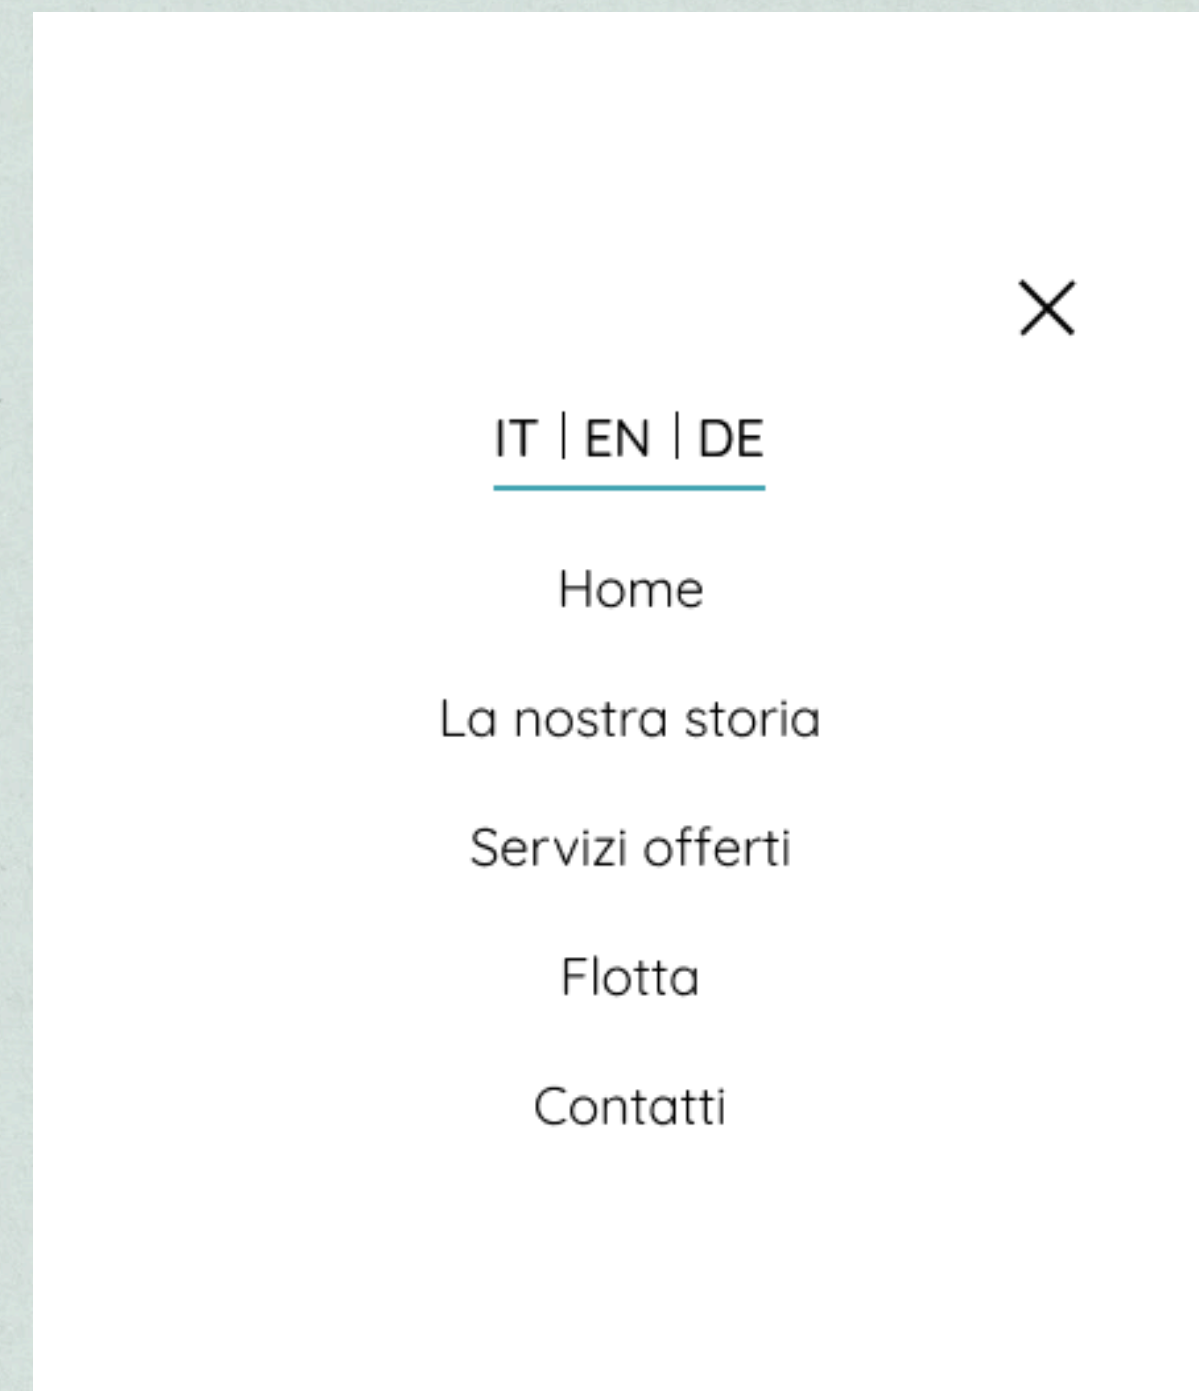 IT | EN | DE
Home
La nostra storia
Servizi offerti
Flotta
Contatti